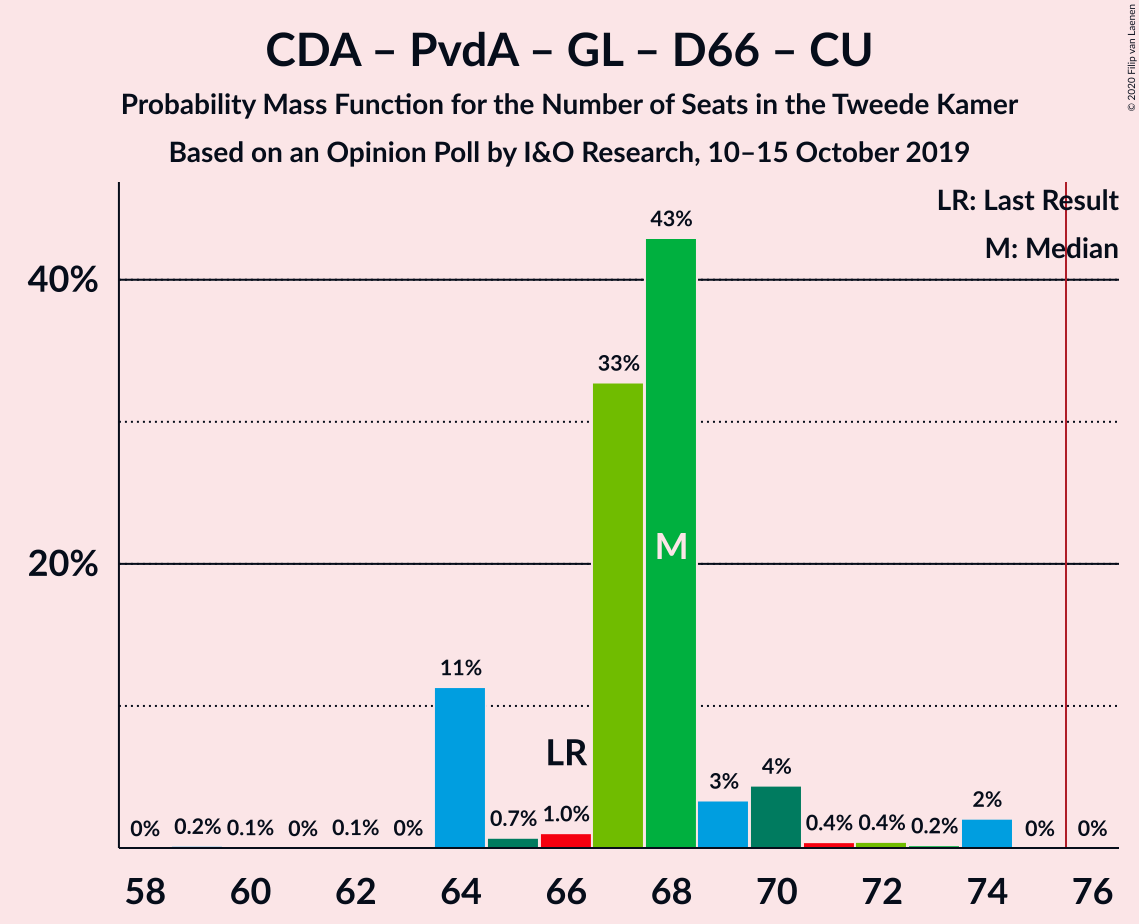 CDA – PvdA – GL – D66 – CU
Probability Mass Function for the Number of Seats in the Tweede Kamer
Based on an Opinion Poll by I&O Research, 10–15 October 2019
© 2020 Filip van Laenen
LR: Last Result
M: Median
43%
40%
33%
M
20%
11%
LR
0% 0.2% 0.1% 0% 0.1% 0% 0.7% 1.0% 3% 4% 0.4% 0.4% 0.2% 2% 0% 0%
58 60 62 64 66 68 70 72 74 76